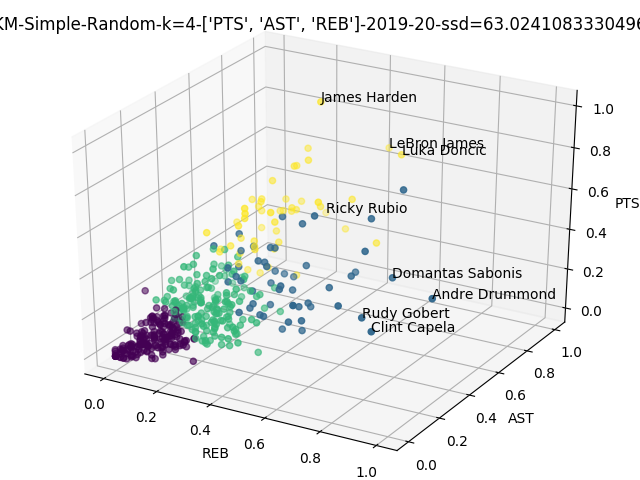 KM-Simple-Random-k=4-['PTS', 'AST', 'REB']-2019-20-ssd=63.0241083330496
James Harden
LeBron James
Luka Doncic
Ricky Rubio
Domantas Sabonis
Andre Drummond
Rudy Gobert
Clint Capela
1.0
0.8
0.6
0.4
0.2
0.0
PTS
0.0
0.2
0.4
0.6
0.8
1.0
REB
0.0
0.2
0.4
0.6
0.8
1.0
AST